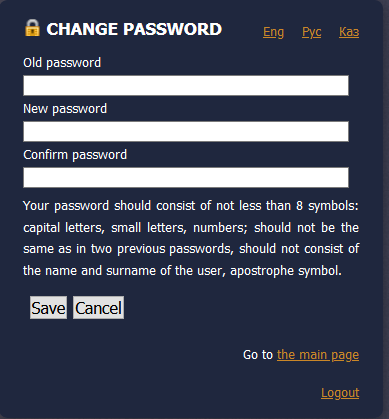 CHANGE PASSWORD Eng Рус Каз
Old password
New password
Confirm password
Your password should consist of not less than 8 symbols:
capital letters, small letters, numbers; should not be the
same as in two previous passwords, should not consist of
the name and surname of the user, apostrophe symbol.
Save Cancel
Go to the main page
Logout